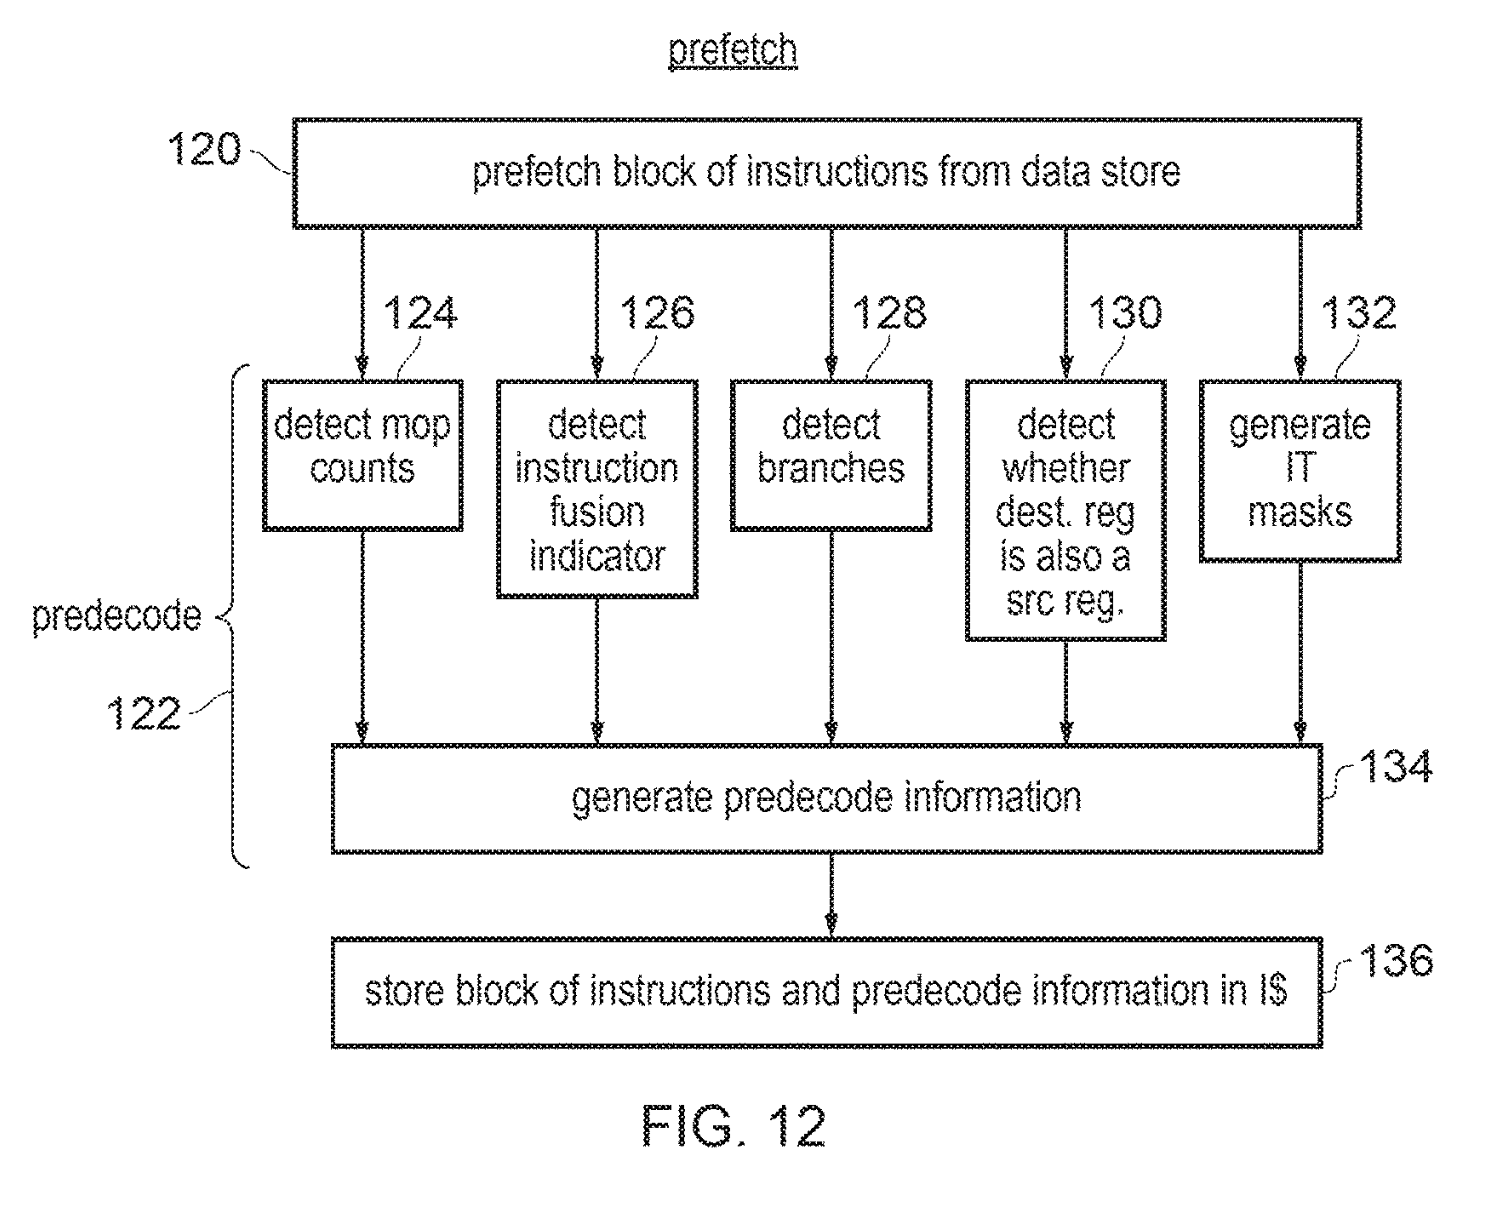 prefetch
120
prefetch block of instructions from data store
124
126
128
130
132
detect mop
counts
detect
instruction
fusion
indicator
detect
branches
detect
whether
dest. reg
is also a
src reg.
generate
IT
masks
predecode
122
generate predecode information
134
store block of instructions and predecode information in I$
136
FIG. 12